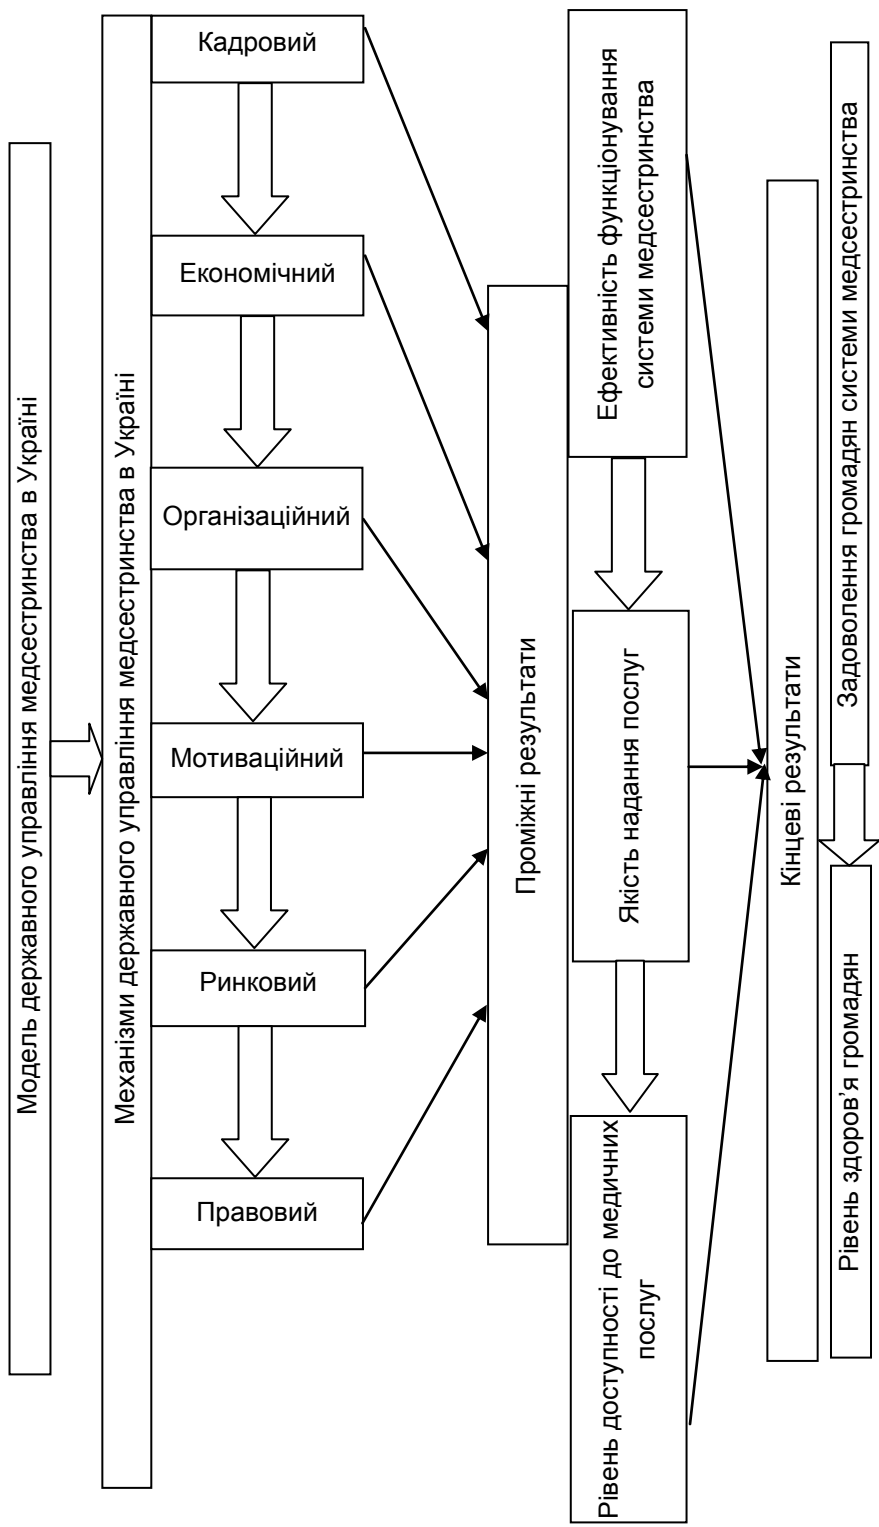 Модель державного управління медсестринства в Україні
Механізми державного управління медсестринства в Україні
Кадровий
Економічний
Організаційний
Мотиваційний
Ринковий
Правовий
Проміжні результати
Ефективність функціонування
системи медсестринства
Якість надання послуг
Рівень доступності до медичних
послуг
Кінцеві результати
Задоволення громадян системи медсестринства
Рівень здоров’я громадян